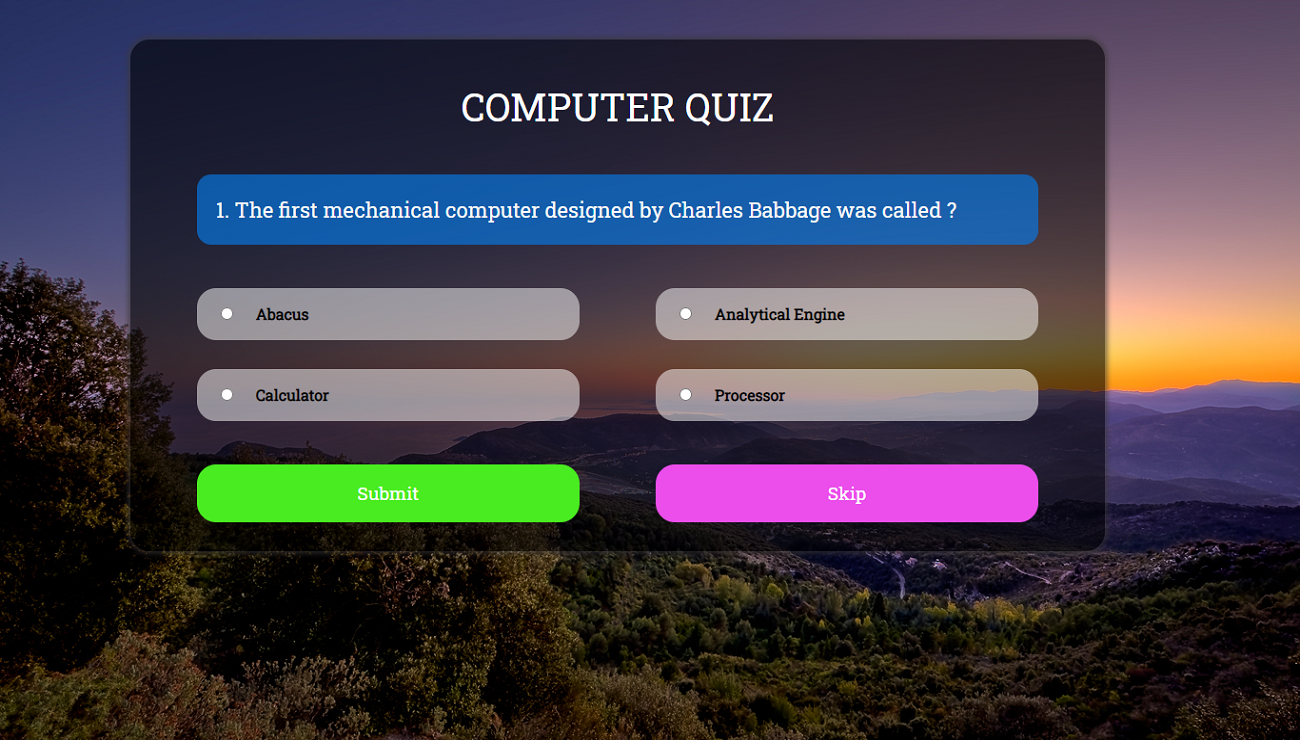 COMPUTER QUIZ
1. The first mechanical computer designed by Charles Babbage was called ?
Abacus
Analytical Engine
Calculator
Processor
Submit
Skip